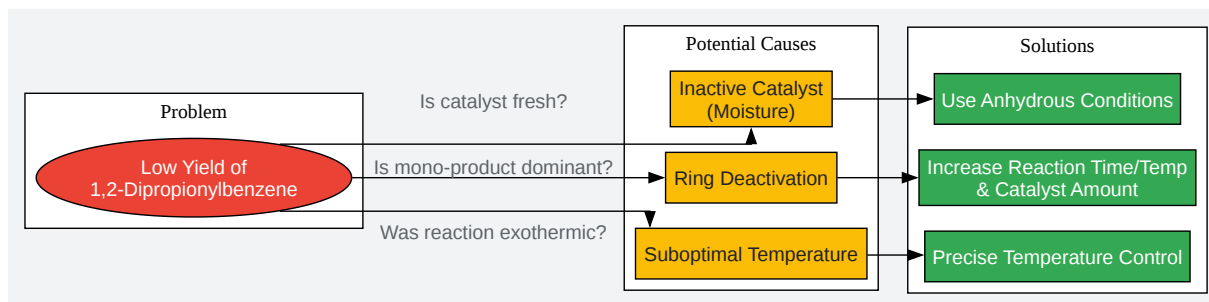 Problem
Low Yield of
1,2-Dipropionylbenzene
Is catalyst fresh?
Is mono-product dominant?
Was reaction exothermic?
Potential Causes
Inactive Catalyst
(Moisture)
Ring Deactivation
Suboptimal Temperature
Solutions
Use Anhydrous Conditions
Increase Reaction Time/Temp
& Catalyst Amount
Precise Temperature Control